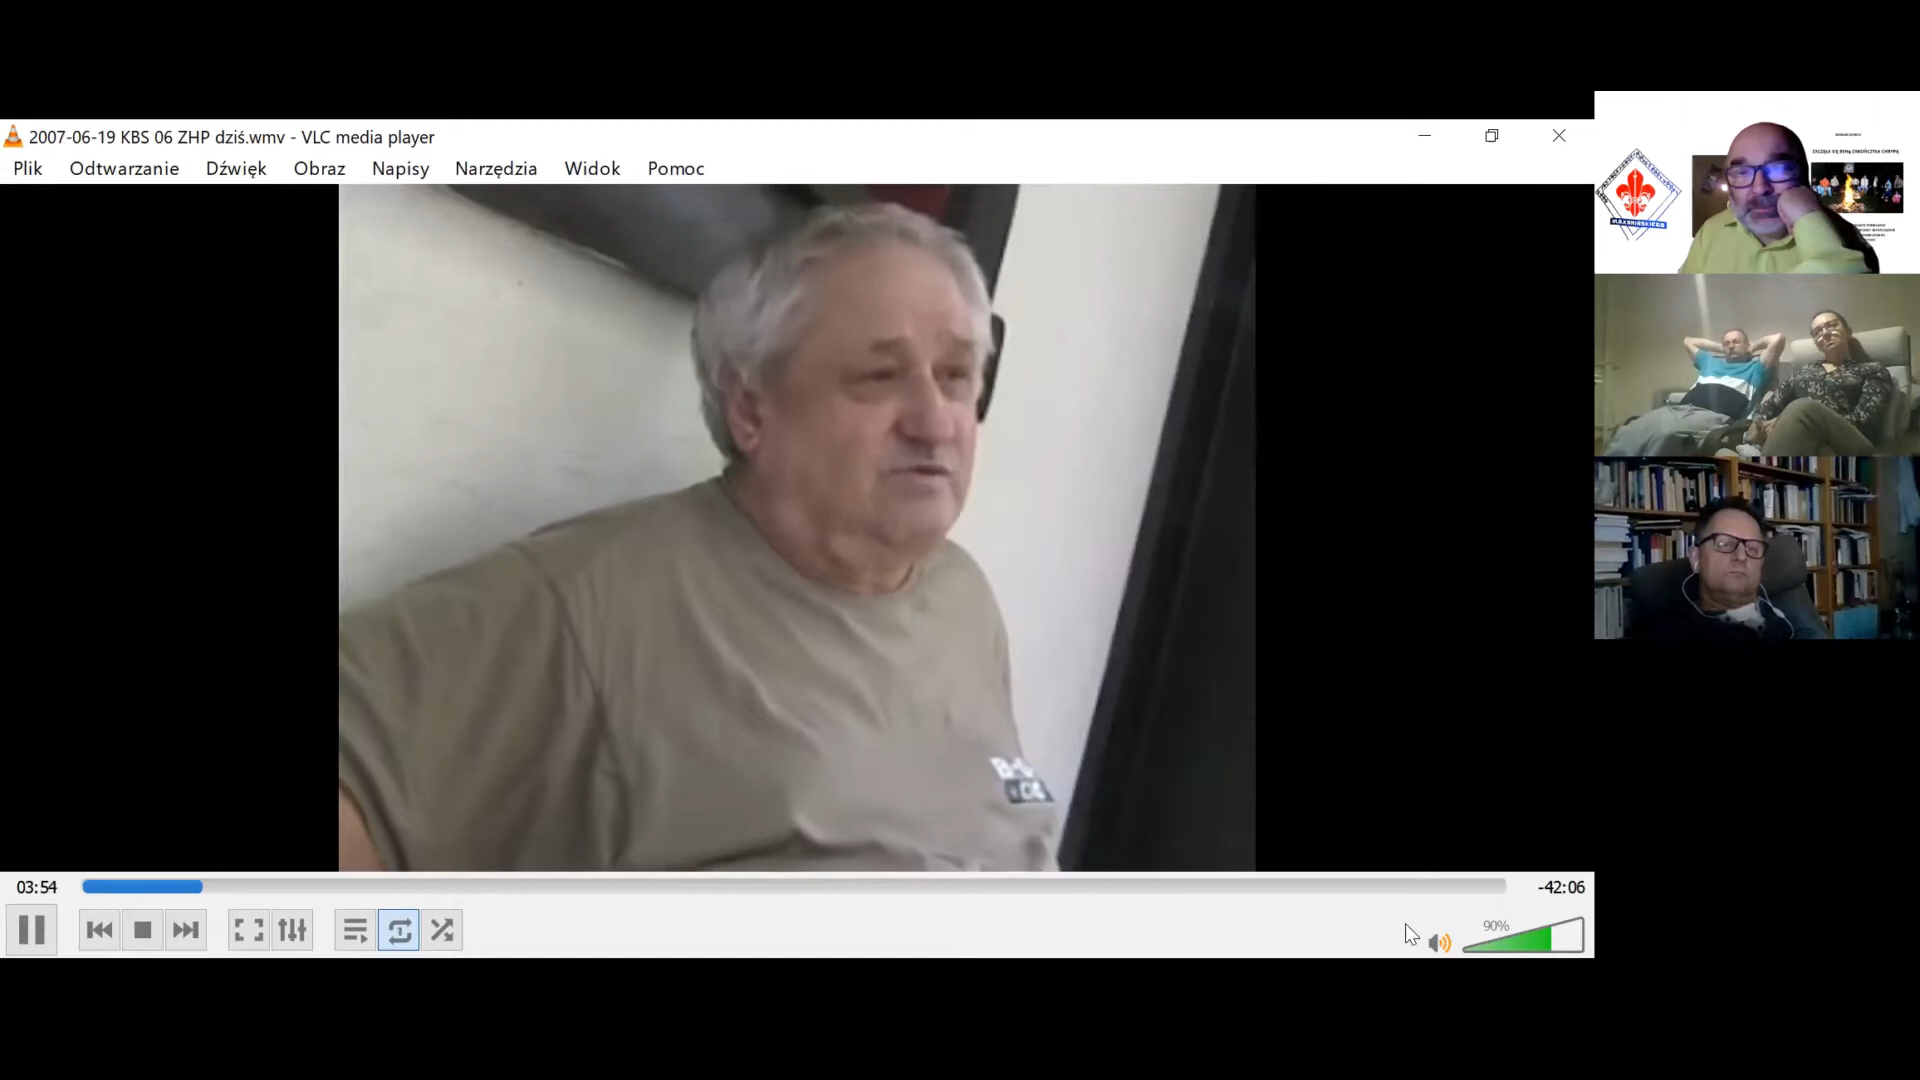 2007-06-19 KBS 06 ZHP dziś.wmv - VLC media player
Plik Odtwarzanie Dźwięk Obraz Napisy Narzędzia Widok Pomoc
03:54
-42:06
90%